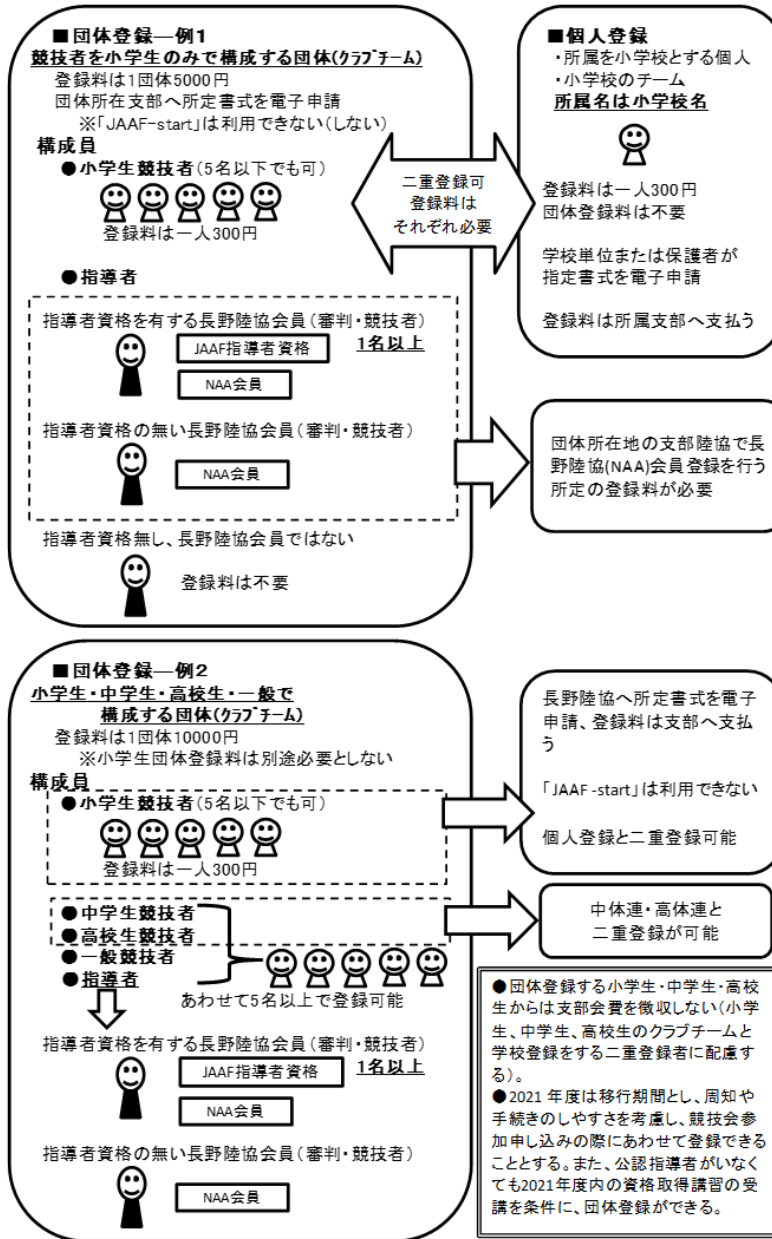 ■団体登録―例1
競技者を小学生のみで構成する団体(クラブチーム)
登録料は1団体5000円
団体所在支部へ所定書式を電子申請
※「JAAF-start」は利用できない(しない)
構成員
●小学生競技者(5名以下でも可)
登録料は一人300円
●指導者
指導者資格を有する長野陸協会員(審判・競技者)
JAAF指導者資格
1名以上
NAA会員
指導者資格の無い長野陸協会員(審判・競技者)
NAA会員
指導者資格無し、長野陸協会員ではない
登録料は不要
二重登録可
登録料は
それぞれ必要
■個人登録
・所属を小学校とする個人
・小学校のチーム
所属名は小学校名
登録料は一人300円
団体登録料は不要
学校単位または保護者が
指定書式を電子申請
登録料は所属支部へ支払う
団体所在地の支部陸協で長
野陸協(NAA)会員登録を行う
所定の登録料が必要
■団体登録―例2
小学生・中学生・高校生・一般で
構成する団体(クラブチーム)
登録料は1団体10000円
※小学生団体登録料は別途必要としない
構成員
●小学生競技者(5名以下でも可)
登録料は一人300円
●中学生競技者
●高校生競技者
●一般競技者
●指導者
あわせて5名以上で登録可能
指導者資格を有する長野陸協会員(審判・競技者)
JAAF指導者資格
1名以上
NAA会員
指導者資格の無い長野陸協会員(審判・競技者)
NAA会員
長野陸協へ所定書式を電子
申請、登録料は支部へ支払
う
「JAAF-start」は利用できない
個人登録と二重登録可能
中体連・高体連と
二重登録が可能
●団体登録する小学生・中学生・高校
生からは支部会費を徴収しない(小学
生、中学生、高校生のクラブチームと
学校登録をする二重登録者に配慮す
る)。
●2021年度は移行期間とし、周知や
手続きのしやすさを考慮し、競技会参
加申し込みの際にあわせて登録できる
こととする。また、公認指導者がいなく
ても2021年度内の資格取得講習の受
講を条件に、団体登録ができる。